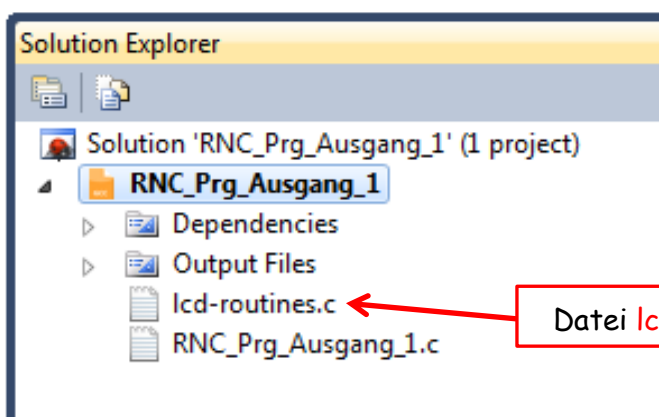 Solution Explorer
Solution 'RNC_Prg_Ausgang_1' (1 project)
RNC_Prg_Ausgang_1
Dependencies
Output Files
lcd-routines.c
Datei lc
RNC_Prg_Ausgang_1.c